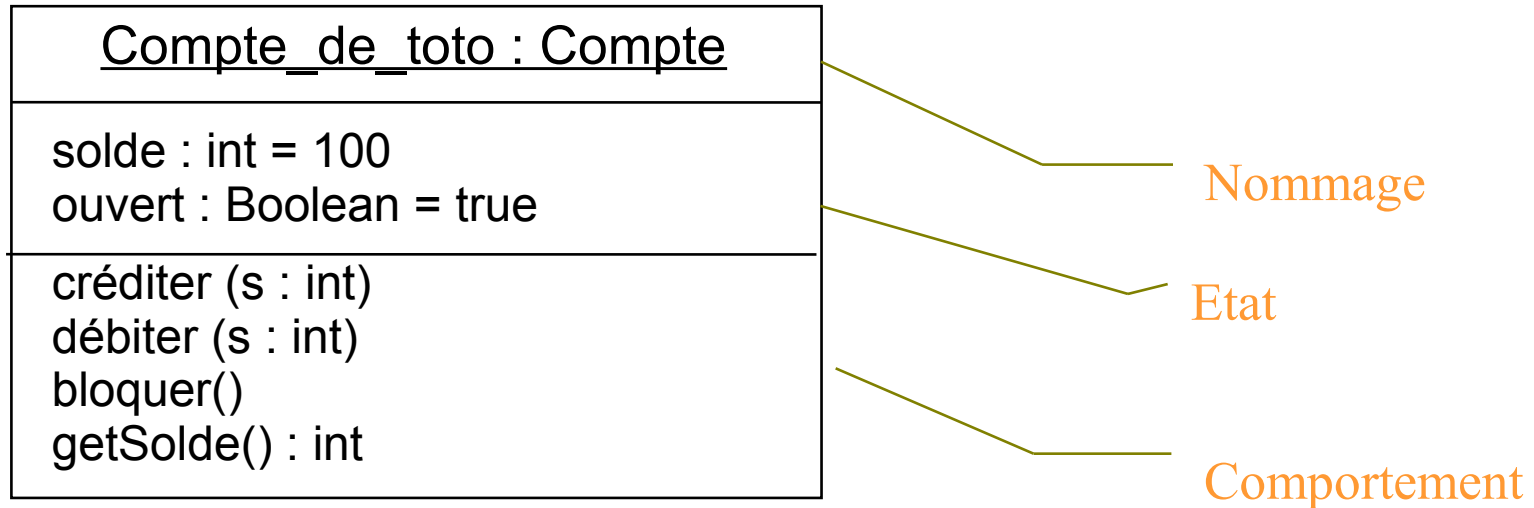 Compte_de_toto : Compte
solde : int = 100
ouvert : Boolean = true
créditer (s : int)
débiter (s : int)
bloquer()
getSolde() : int
Nommage
Etat
Comportement